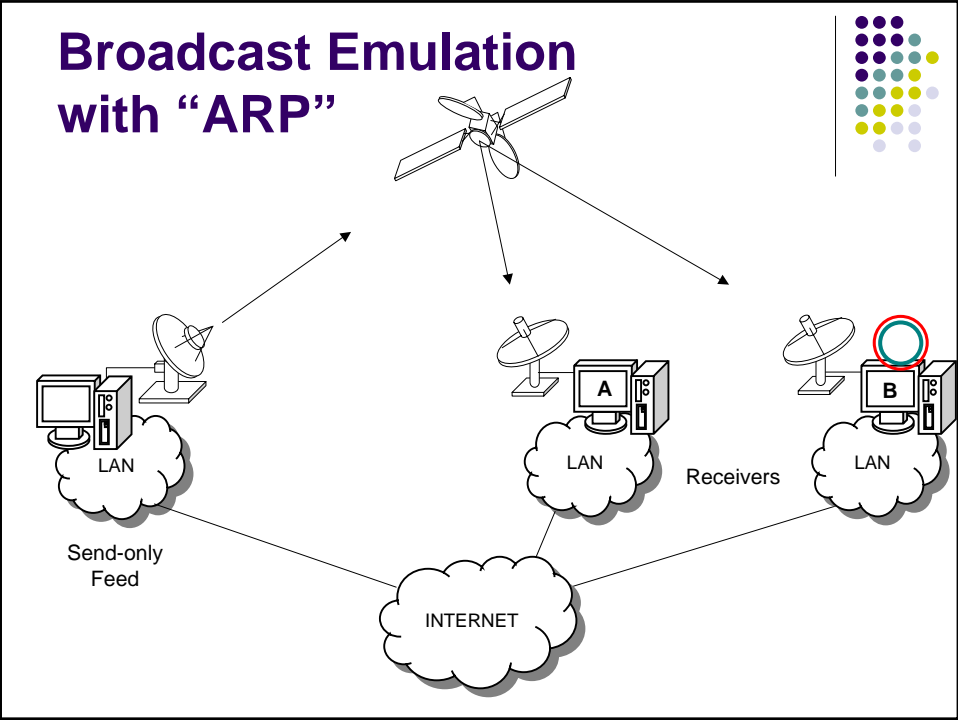 Broadcast Emulation
with “ARP”
A
B
LAN
LAN
Receivers
LAN
Send-only
Feed
INTERNET